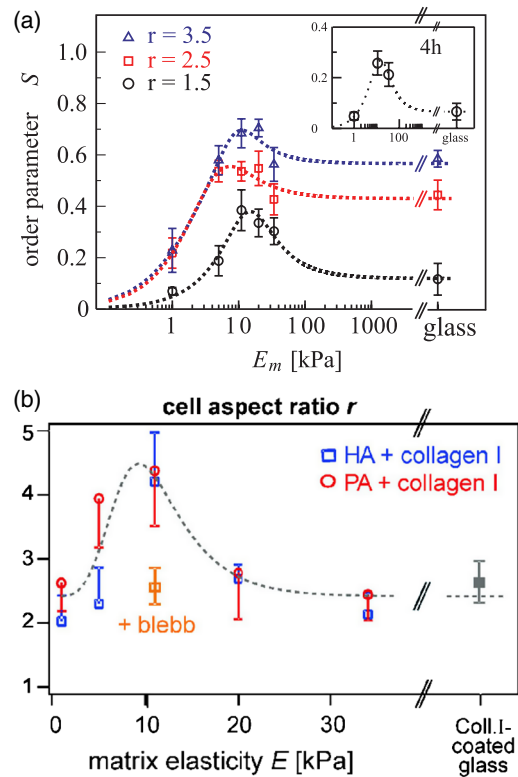 (a)
r = 3.5
r = 2.5
r = 1.5
4h
0.4
0.2
0
1
100
1.0
0.8
0.6
0.4
0.2
0.0
order parameter S
1
10
100
1000
glass
E_m [kPa]
(b)
cell aspect ratio r
HA + collagen I
PA + collagen I
+ blebb
5
4
3
2
1
0
10
20
30
Coll.I-
coated
glass
matrix elasticity E [kPa]